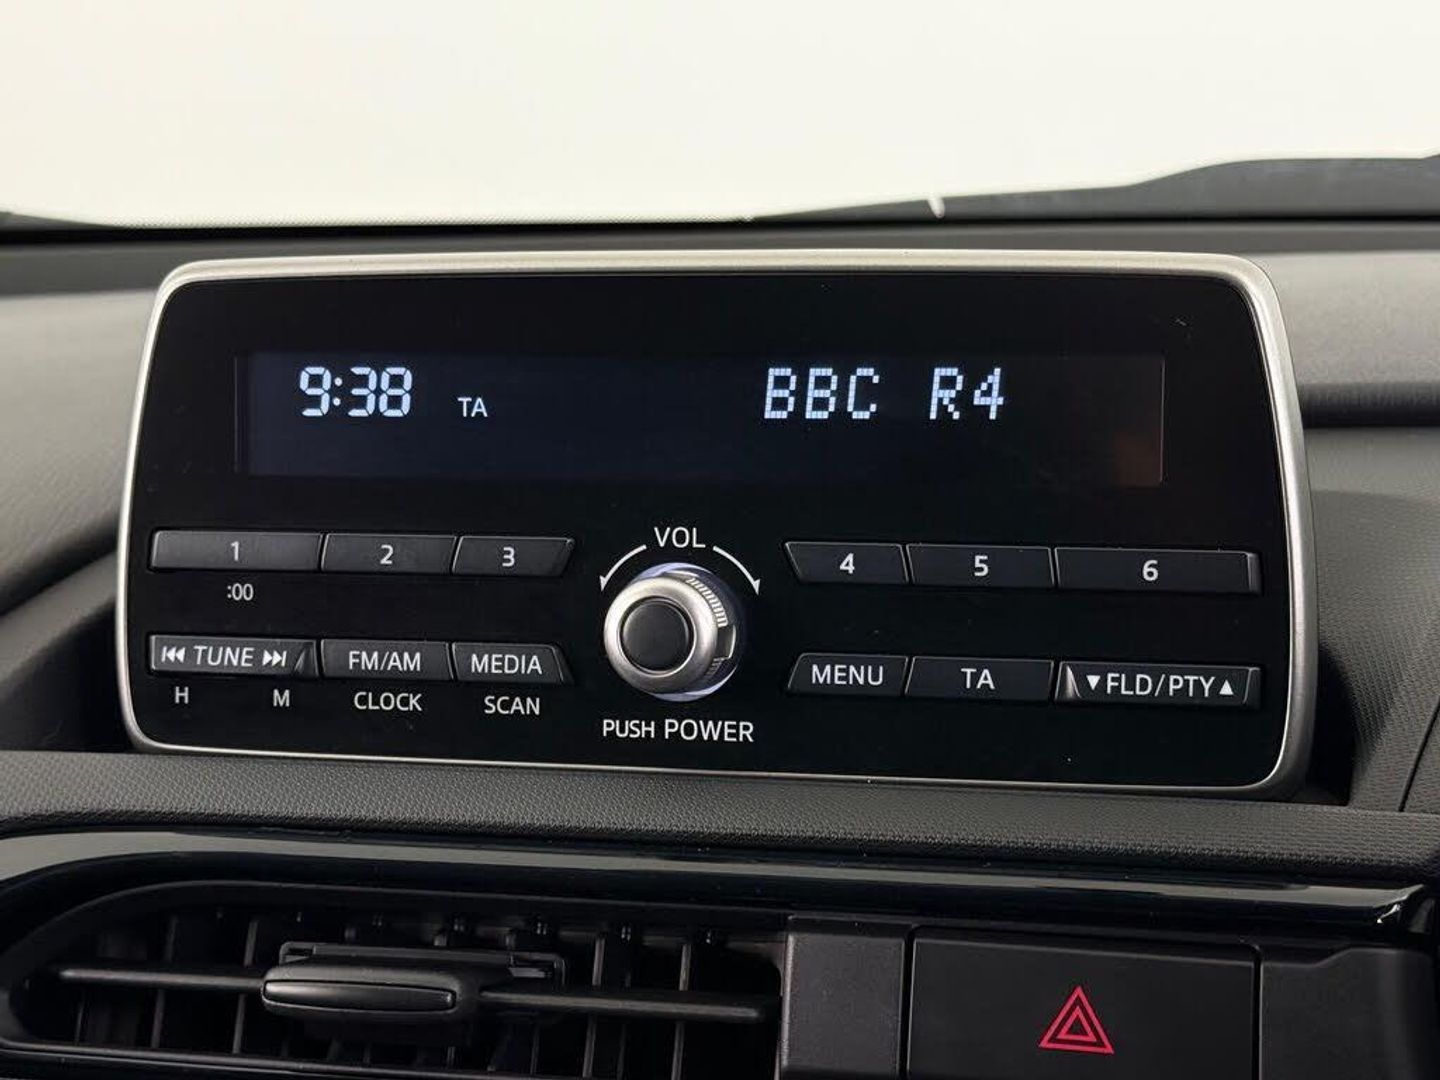 9:38 TA BBC R4
VOL
1 2 3 4 5 6
:00
TUNE FM/AM MEDIA MENU TA ▼FLD/PTY▲
H M CLOCK SCAN
PUSH POWER